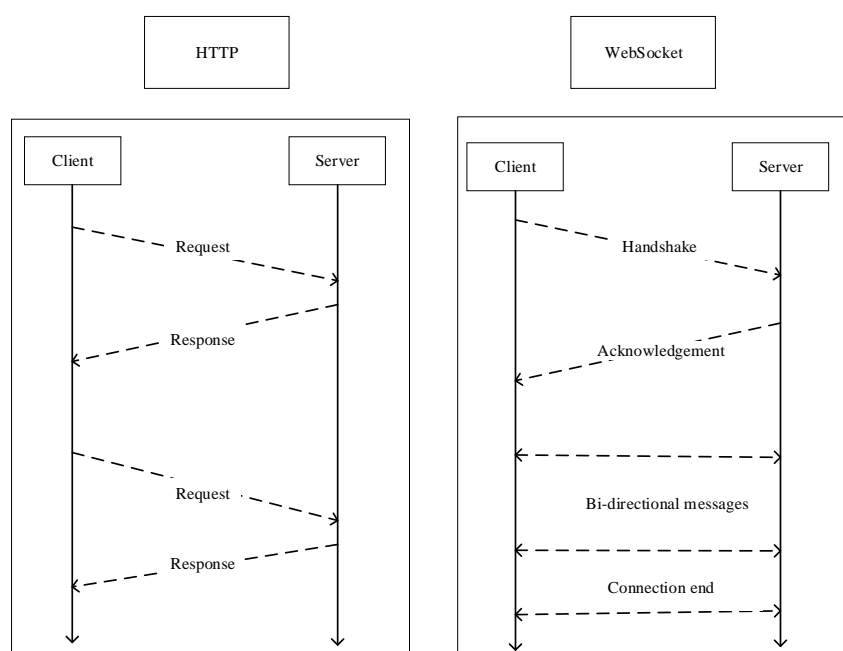 HTTP
Client
Server
Request
Response
Request
Response
WebSocket
Client
Server
Handshake
Acknowledgement
Bi-directional messages
Connection end